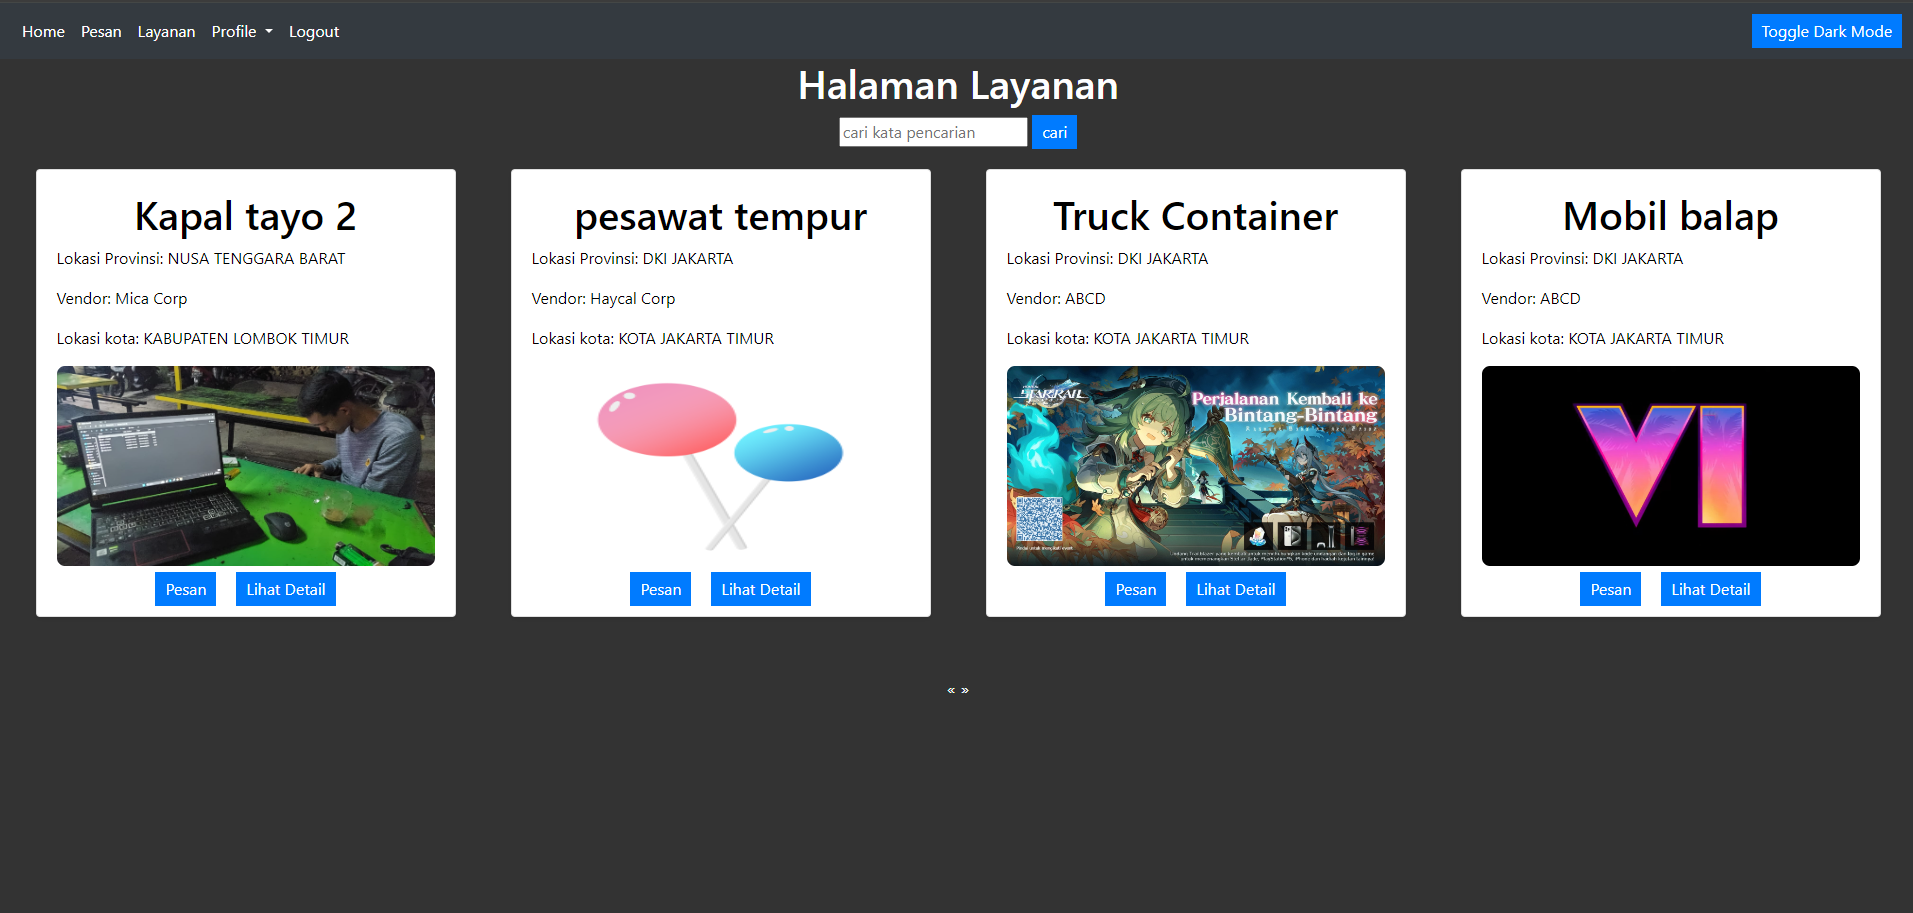 Home Pesan Layanan Profile Logout Toggle Dark Mode
Halaman Layanan
cari kata pencarian cari
Kapal tayo 2
Lokasi Provinsi: NUSA TENGGARA BARAT
Vendor: Mica Corp
Lokasi kota: KABUPATEN LOMBOK TIMUR
Pesan Lihat Detail
pesawat tempur
Lokasi Provinsi: DKI JAKARTA
Vendor: Haycal Corp
Lokasi kota: KOTA JAKARTA TIMUR
Pesan Lihat Detail
Truck Container
Lokasi Provinsi: DKI JAKARTA
Vendor: ABCD
Lokasi kota: KOTA JAKARTA TIMUR
STAR RAIL
Perjalanan Kembali ke
Bintang-Bintang
Pesan Lihat Detail
Mobil balap
Lokasi Provinsi: DKI JAKARTA
Vendor: ABCD
Lokasi kota: KOTA JAKARTA TIMUR
VI
Pesan Lihat Detail
« »